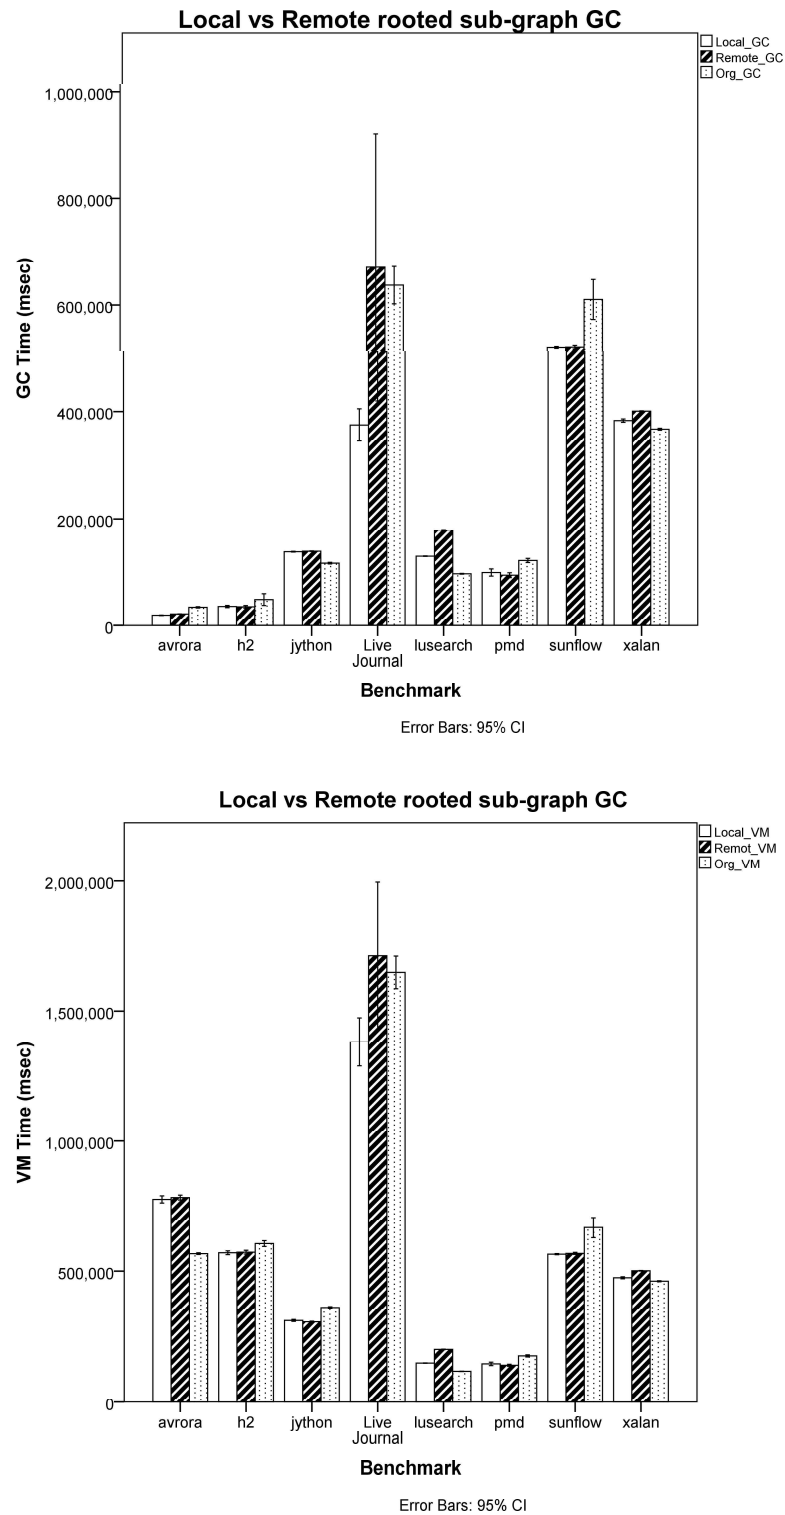 Local vs Remote rooted sub-graph GC
Local_GC
Remote_GC
Org_GC
1,000,000
800,000
600,000
400,000
200,000
0
GC Time (msec)
avrora h2 jython Live Journal lusearch pmd sunflow xalan
Benchmark
Error Bars: 95% CI
Local vs Remote rooted sub-graph GC
Local_VM
Remot_VM
Org_VM
2,000,000
1,500,000
1,000,000
500,000
0
VM Time (msec)
avrora h2 jython Live Journal lusearch pmd sunflow xalan
Benchmark
Error Bars: 95% CI